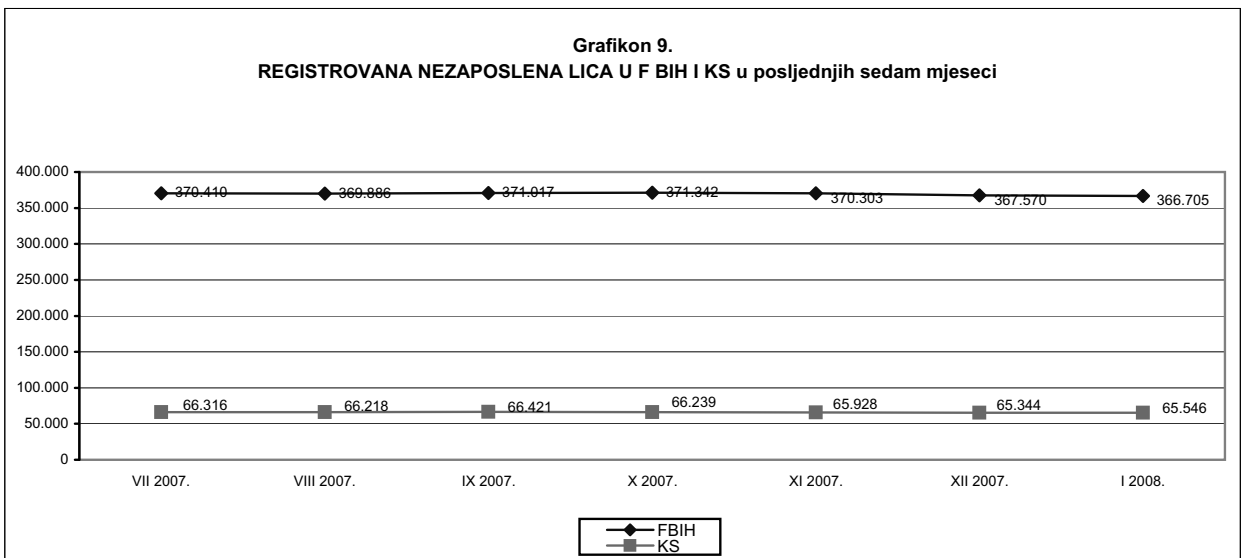 Grafikon 9.
REGISTROVANA NEZAPOSLENA LICA U F BIH I KS u posljednjih sedam mjeseci
400.000
350.000
300.000
250.000
200.000
150.000
100.000
50.000
0
370.410 369.886 371.017 371.342 370.303 367.570 366.705
66.316 66.218 66.421 66.239 65.928 65.344 65.546
VII 2007. VIII 2007. IX 2007. X 2007. XI 2007. XII 2007. I 2008.
FBIH
KS